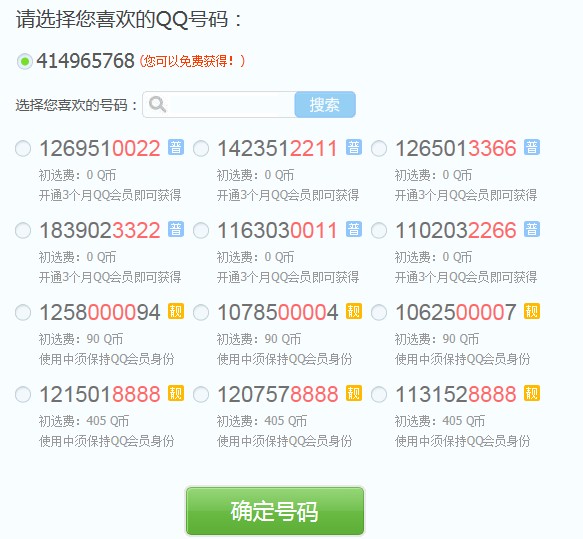 请选择您喜欢的QQ号码：
414965768 (您可以免费获得！)
选择您喜欢的号码： 搜索
1269510022 普 1423512211 普 1265013366 普
初选费：0 Q币 初选费：0 Q币 初选费：0 Q币
开通3个月QQ会员即可获得 开通3个月QQ会员即可获得 开通3个月QQ会员即可获得
1839023322 普 1163030011 普 1102032266 普
初选费：0 Q币 初选费：0 Q币 初选费：0 Q币
开通3个月QQ会员即可获得 开通3个月QQ会员即可获得 开通3个月QQ会员即可获得
1258000094 靓 1078500004 靓 1062500007 靓
初选费：90 Q币 初选费：90 Q币 初选费：90 Q币
使用中须保持QQ会员身份 使用中须保持QQ会员身份 使用中须保持QQ会员身份
1215018888 靓 1207578888 靓 1131528888 靓
初选费：405 Q币 初选费：405 Q币 初选费：405 Q币
使用中须保持QQ会员身份 使用中须保持QQ会员身份 使用中须保持QQ会员身份
确定号码